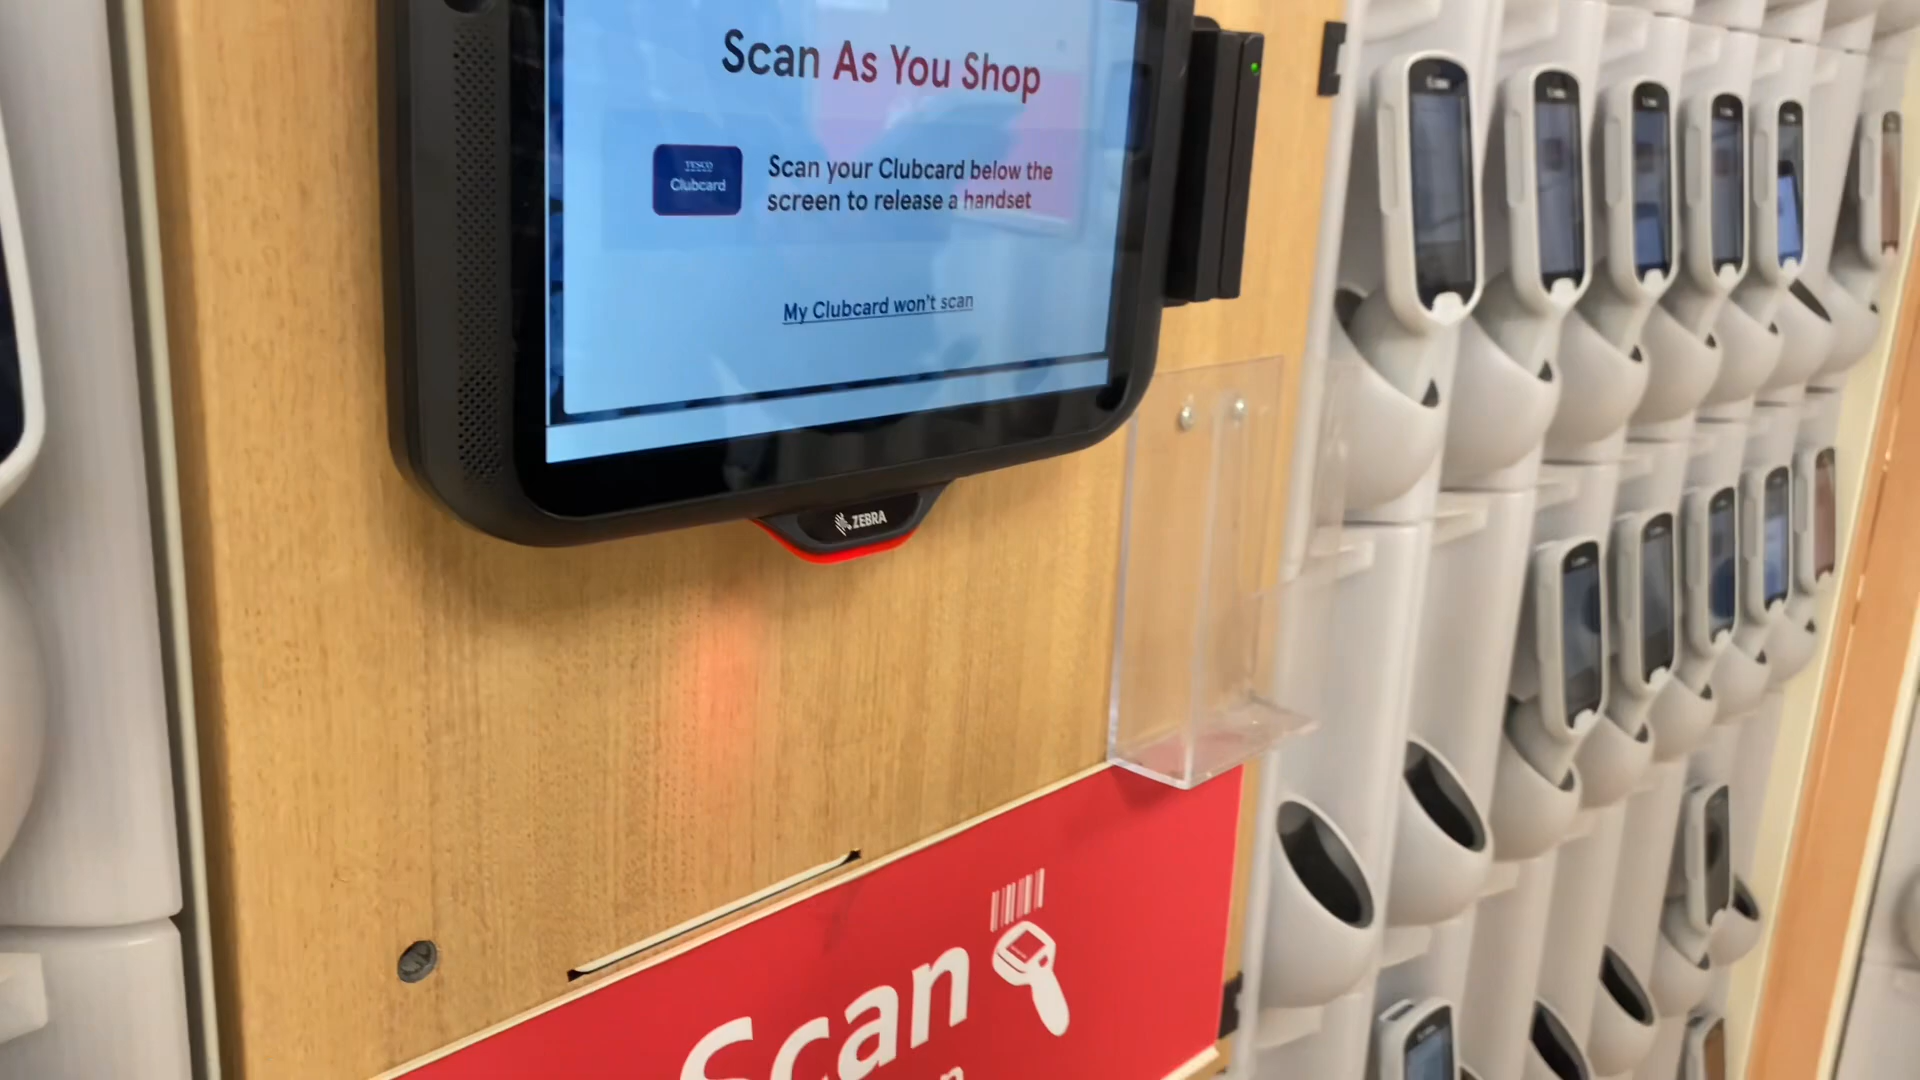 Scan As You Shop
TESCO
Clubcard
Scan your Clubcard below the
screen to release a handset
My Clubcard won't scan
ZEBRA
Scan